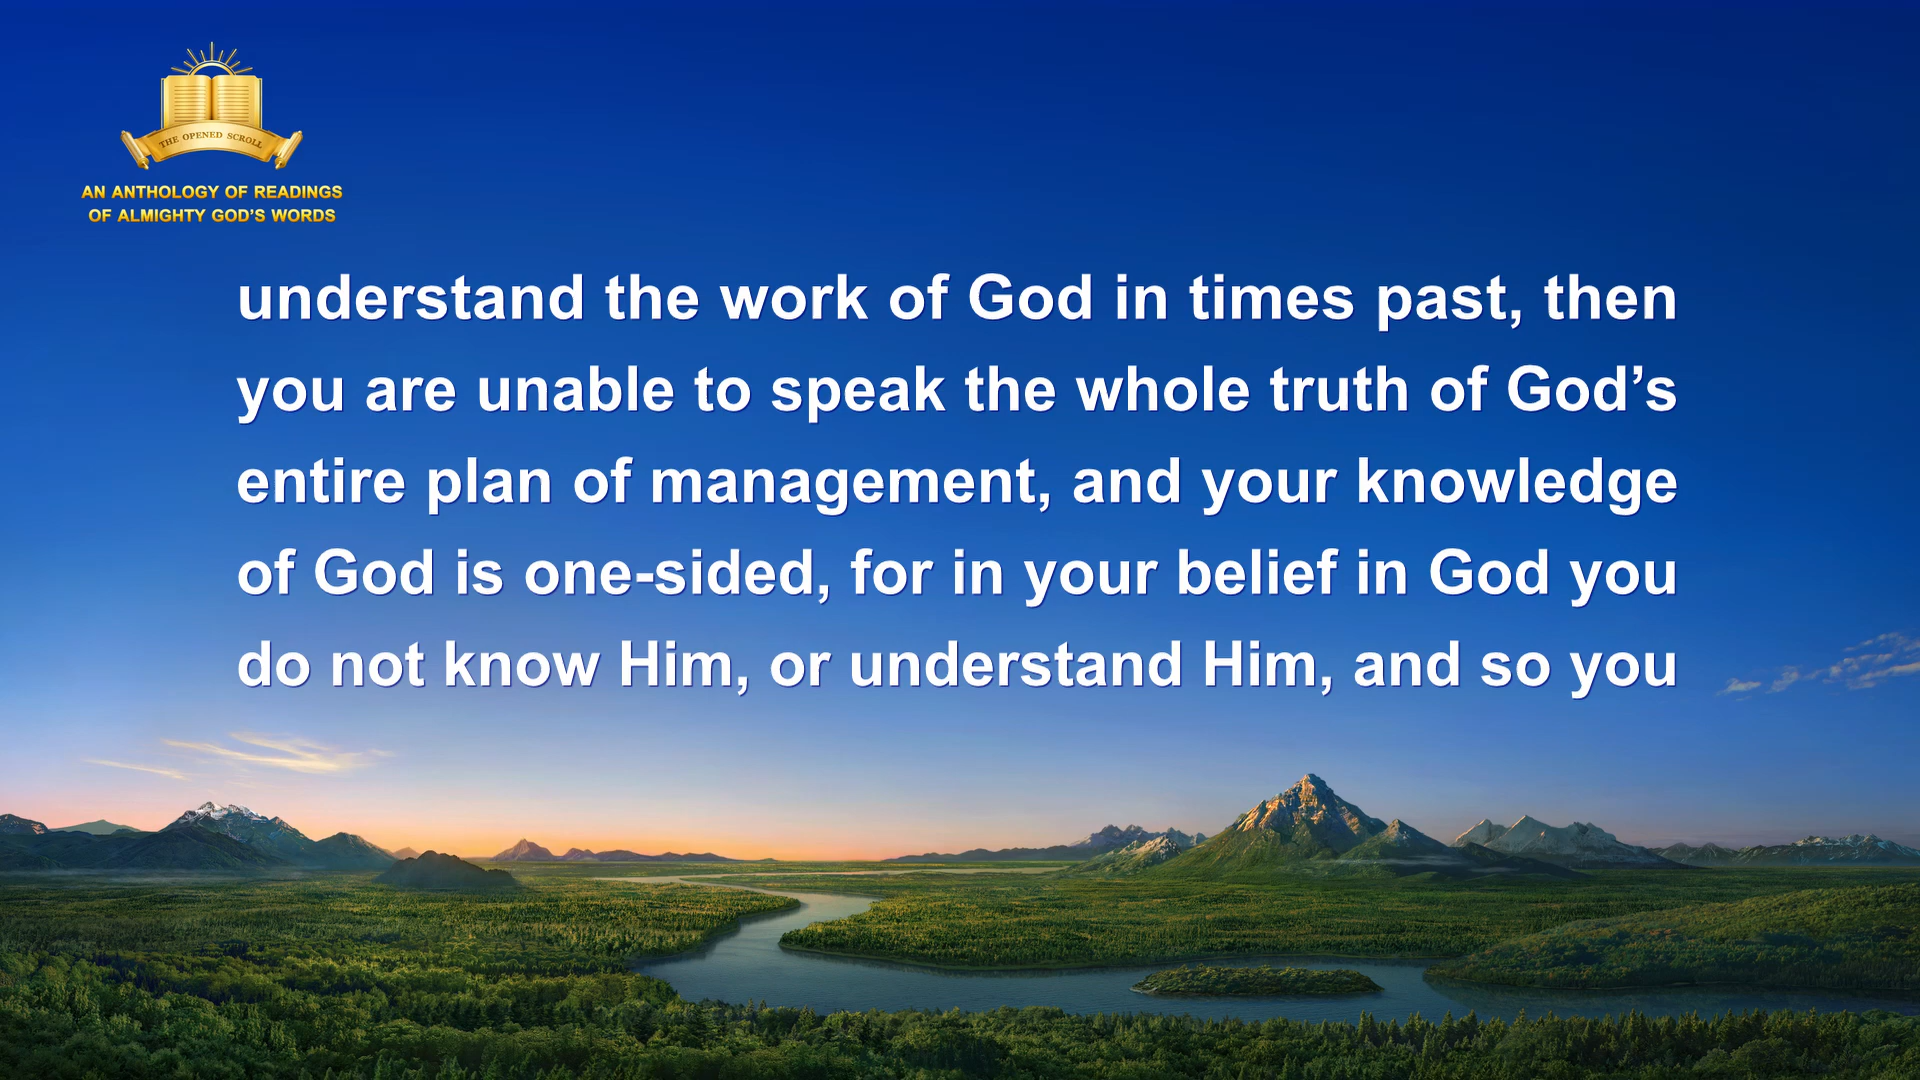 THE OPENED SCROLL
AN ANTHOLOGY OF READINGS
OF ALMIGHTY GOD’S WORDS
understand the work of God in times past, then
you are unable to speak the whole truth of God’s
entire plan of management, and your knowledge
of God is one-sided, for in your belief in God you
do not know Him, or understand Him, and so you